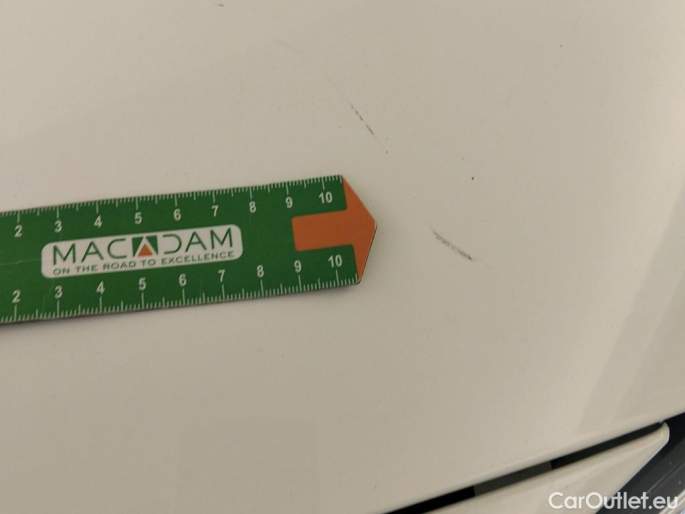 2 3 4 5 6 7 8 9 10
MACADAM
ON THE ROAD TO EXCELLENCE
2 3 4 5 6 7 8 9 10
CarOutlet.eu